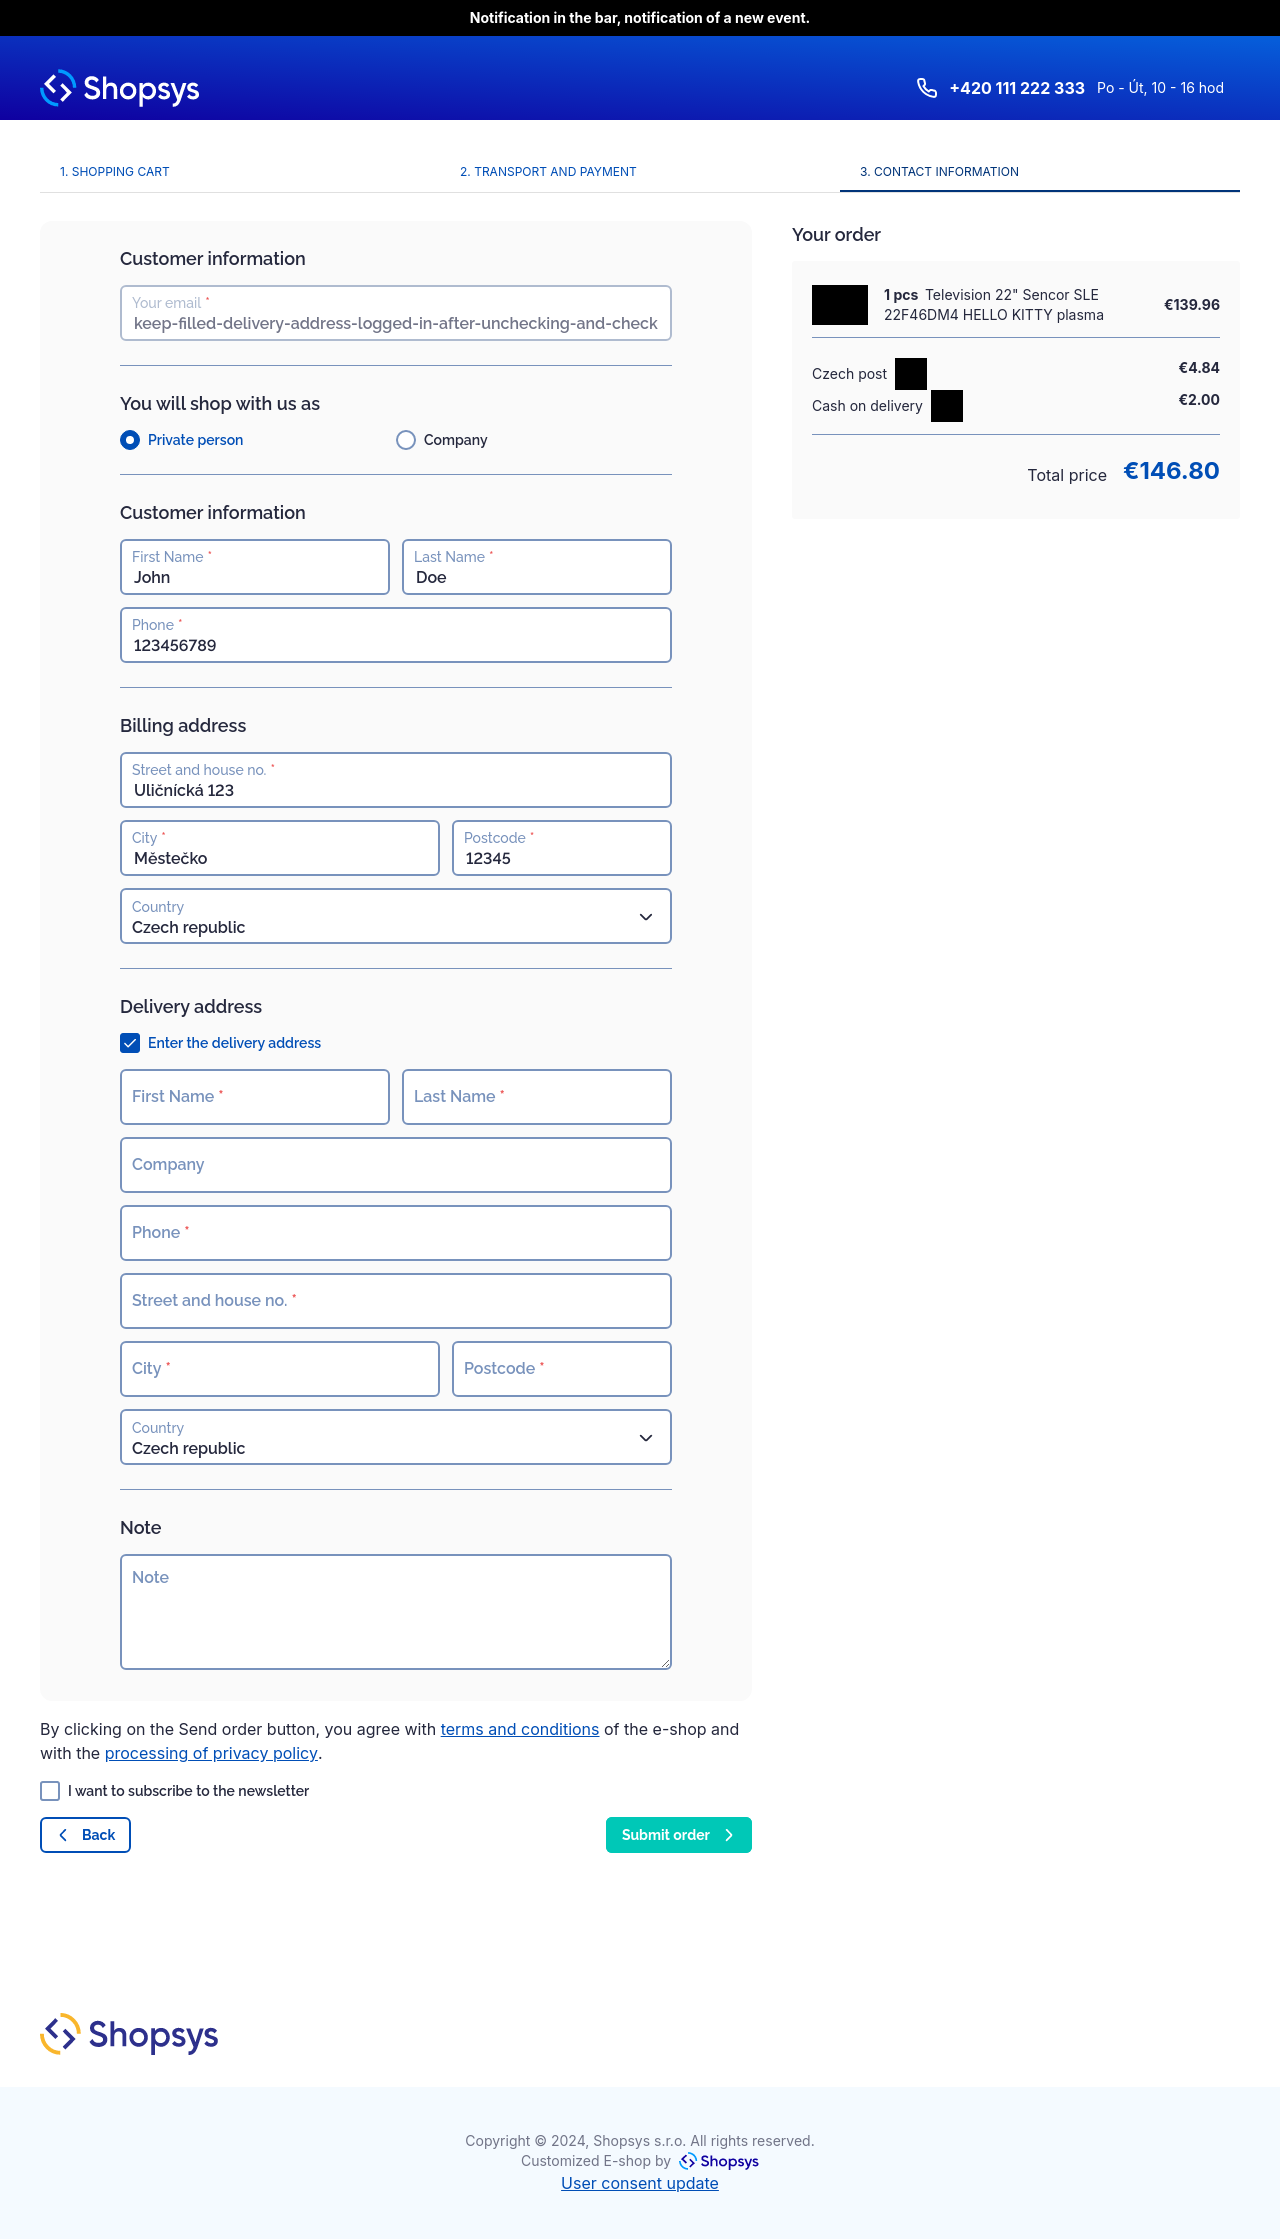 Notification in the bar, notification of a new event.
Shopsys
+420 111 222 333 Po - Út, 10 - 16 hod
1. SHOPPING CART
2. TRANSPORT AND PAYMENT
3. CONTACT INFORMATION
Customer information
Your email *
keep-filled-delivery-address-logged-in-after-unchecking-and-check
You will shop with us as
Private person
Company
Customer information
First Name *
John
Last Name *
Doe
Phone *
123456789
Billing address
Street and house no. *
Uličnícká 123
City *
Městečko
Postcode *
12345
Country
Czech republic
Delivery address
Enter the delivery address
First Name *
Last Name *
Company
Phone *
Street and house no. *
City *
Postcode *
Country
Czech republic
Note
Note
Your order
1 pcs Television 22" Sencor SLE
22F46DM4 HELLO KITTY plasma
€139.96
Czech post
€4.84
Cash on delivery
€2.00
Total price €146.80
By clicking on the Send order button, you agree with terms and conditions of the e-shop and
with the processing of privacy policy.
I want to subscribe to the newsletter
Back
Submit order
Shopsys
Copyright © 2024, Shopsys s.r.o. All rights reserved.
Customized E-shop by Shopsys
User consent update